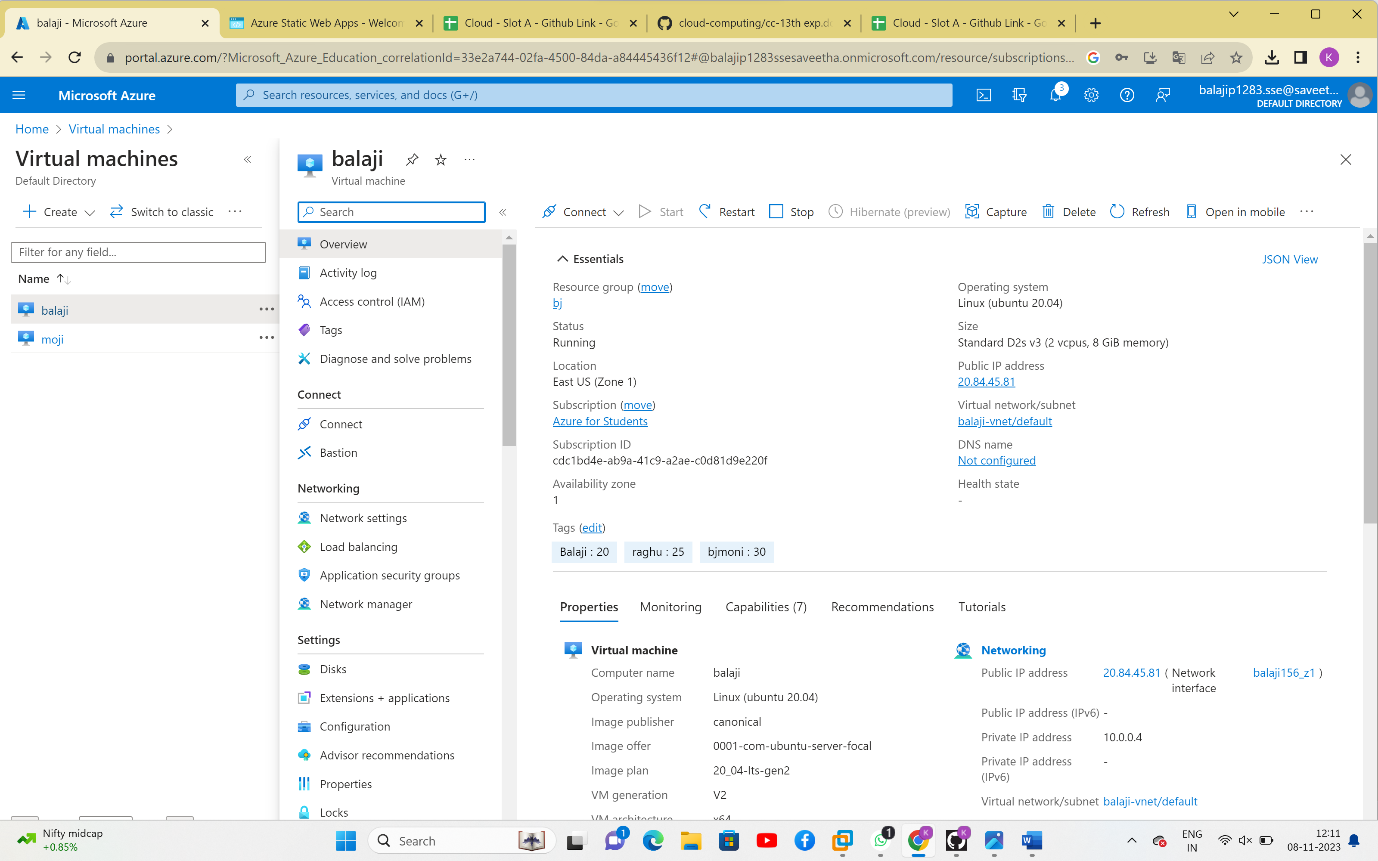 balaji - Microsoft Azure
Azure Static Web Apps - Welcon
Cloud - Slot A - Github Link - Go
cloud-computing/cc-13th exp.d
Cloud - Slot A - Github Link - Go
portal.azure.com/?Microsoft_Azure_Education_correlationId=33e2a744-02fa-4500-84da-a84445436f12#@balajip1283ssesaveetha.onmicrosoft.com/resource/subscriptions...
K
Microsoft Azure
Search resources, services, and docs (G+/)
3
balajip1283.sse@saveet...
DEFAULT DIRECTORY
Home > Virtual machines >
Virtual machines
Default Directory
Create
Switch to classic
Filter for any field...
Name
balaji
moji
balaji
Virtual machine
Search
Overview
Activity log
Access control (IAM)
Tags
Diagnose and solve problems
Connect
Connect
Bastion
Networking
Network settings
Load balancing
Application security groups
Network manager
Settings
Disks
Extensions + applications
Configuration
Advisor recommendations
Properties
Locks
Connect
Start
Restart
Stop
Hibernate (preview)
Capture
Delete
Refresh
Open in mobile
Essentials
JSON View
Resource group (move)
bj
Status
Running
Location
East US (Zone 1)
Subscription (move)
Azure for Students
Subscription ID
cdc1bd4e-ab9a-41c9-a2ae-c0d81d9e220f
Availability zone
1
Operating system
Linux (ubuntu 20.04)
Size
Standard D2s v3 (2 vcpus, 8 GiB memory)
Public IP address
20.84.45.81
Virtual network/subnet
balaji-vnet/default
DNS name
Not configured
Health state
-
Tags (edit)
Balaji : 20
raghu : 25
bjmoni : 30
Properties
Monitoring
Capabilities (7)
Recommendations
Tutorials
Virtual machine
Computer name balaji
Operating system Linux (ubuntu 20.04)
Image publisher canonical
Image offer 0001-com-ubuntu-server-focal
Image plan 20_04-lts-gen2
VM generation V2
VM architecture x64
Networking
Public IP address 20.84.45.81 ( Network interface balaji156_z1 )
Public IP address (IPv6) -
Private IP address 10.0.0.4
Private IP address (IPv6) -
Virtual network/subnet balaji-vnet/default
Nifty midcap
+0.85%
Search
1
1
K
K
ENG
IN
12:11
08-11-2023